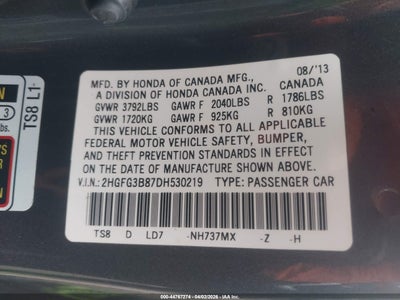 08/'13
MFD. BY HONDA OF CANADA MFG., CANADA
A DIVISION OF HONDA CANADA INC.
GVWR 3792LBS GAWR F 2040LBS R 1786LBS
GVWR 1720KG GAWR F 925KG R 810KG
THIS VEHICLE CONFORMS TO ALL APPLICABLE
FEDERAL MOTOR VEHICLE SAFETY, BUMPER,
AND THEFT PREVENTION STANDARDS IN EFFECT
ON THE DATE OF MANUFACTURE SHOWN ABOVE.
V.I.N.: 2HGFG3B87DH530219 TYPE: PASSENGER CAR
TS8 D LD7 -NH737MX -Z -H
TS8 L1-
3
lbs.
000-44767274 - 04/02/2026 - © IAA, Inc.